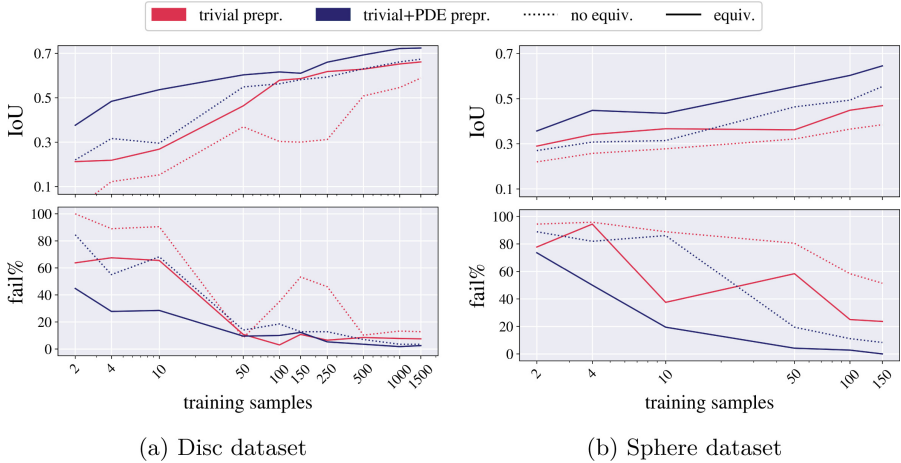 trivial prepr. trivial+PDE prepr. no equiv. equiv.
0.7
0.5
0.3
0.1
IoU
100
80
60
40
20
0
fail%
2 4 10 50 100 150 250 500 1000 1500
training samples
(a) Disc dataset
0.7
0.5
0.3
0.1
IoU
100
80
60
40
20
0
fail%
2 4 10 50 100 150
training samples
(b) Sphere dataset